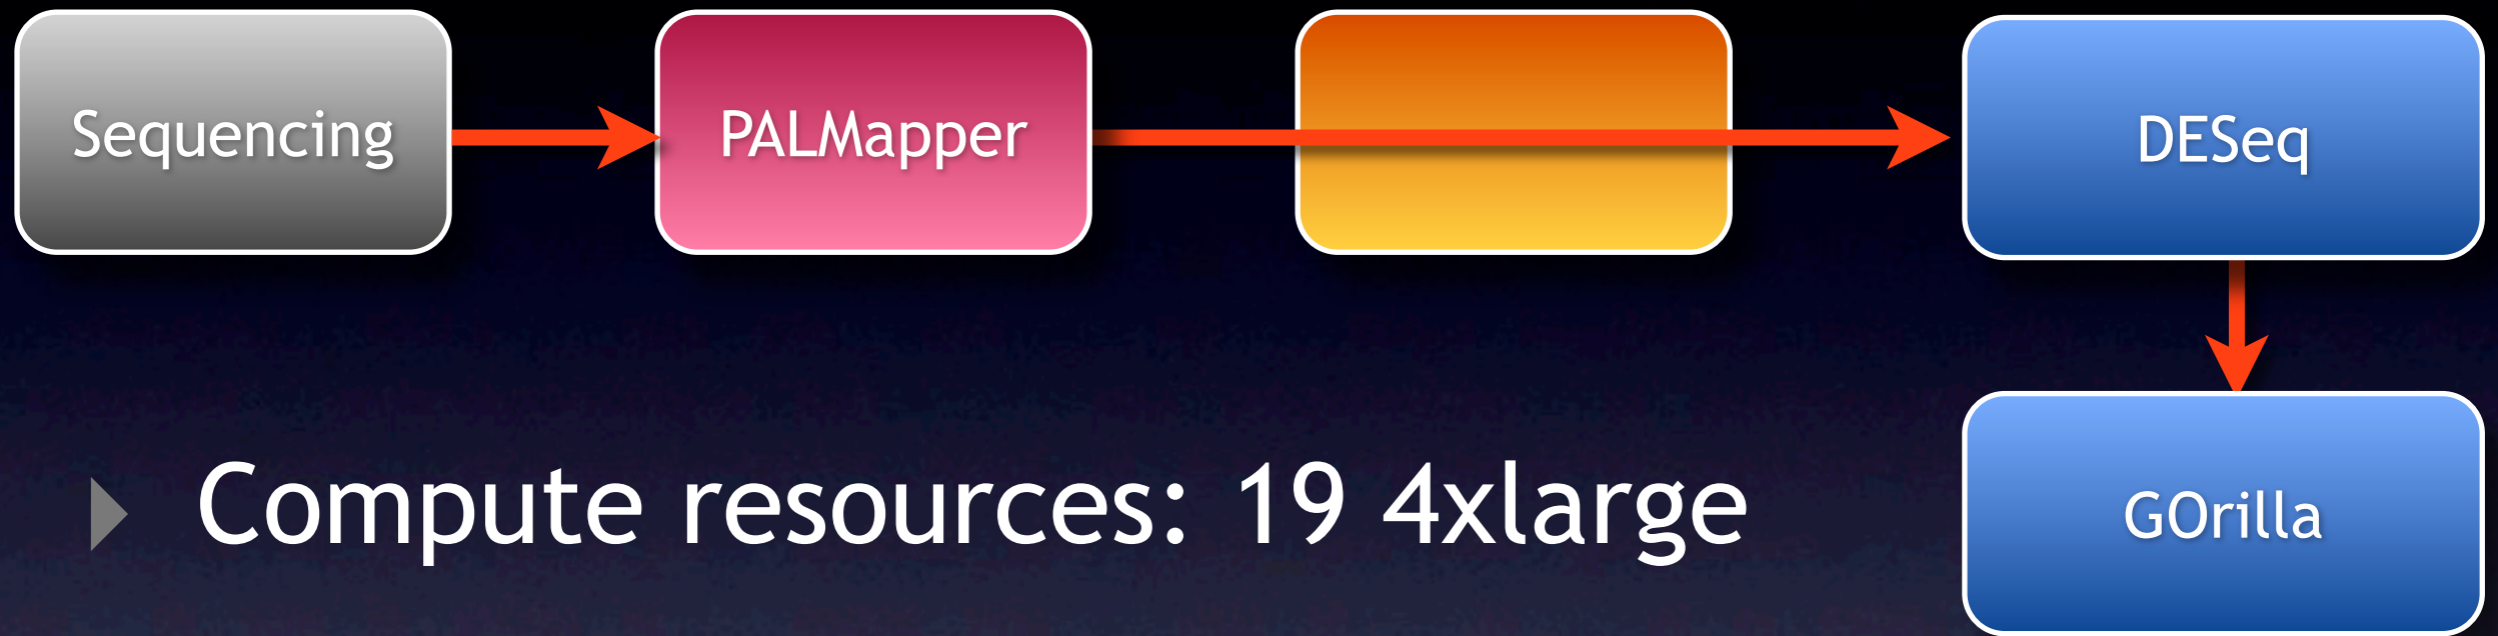 Sequencing
PALMapper
DESeq
Compute resources: 19 4xlarge
GOrilla